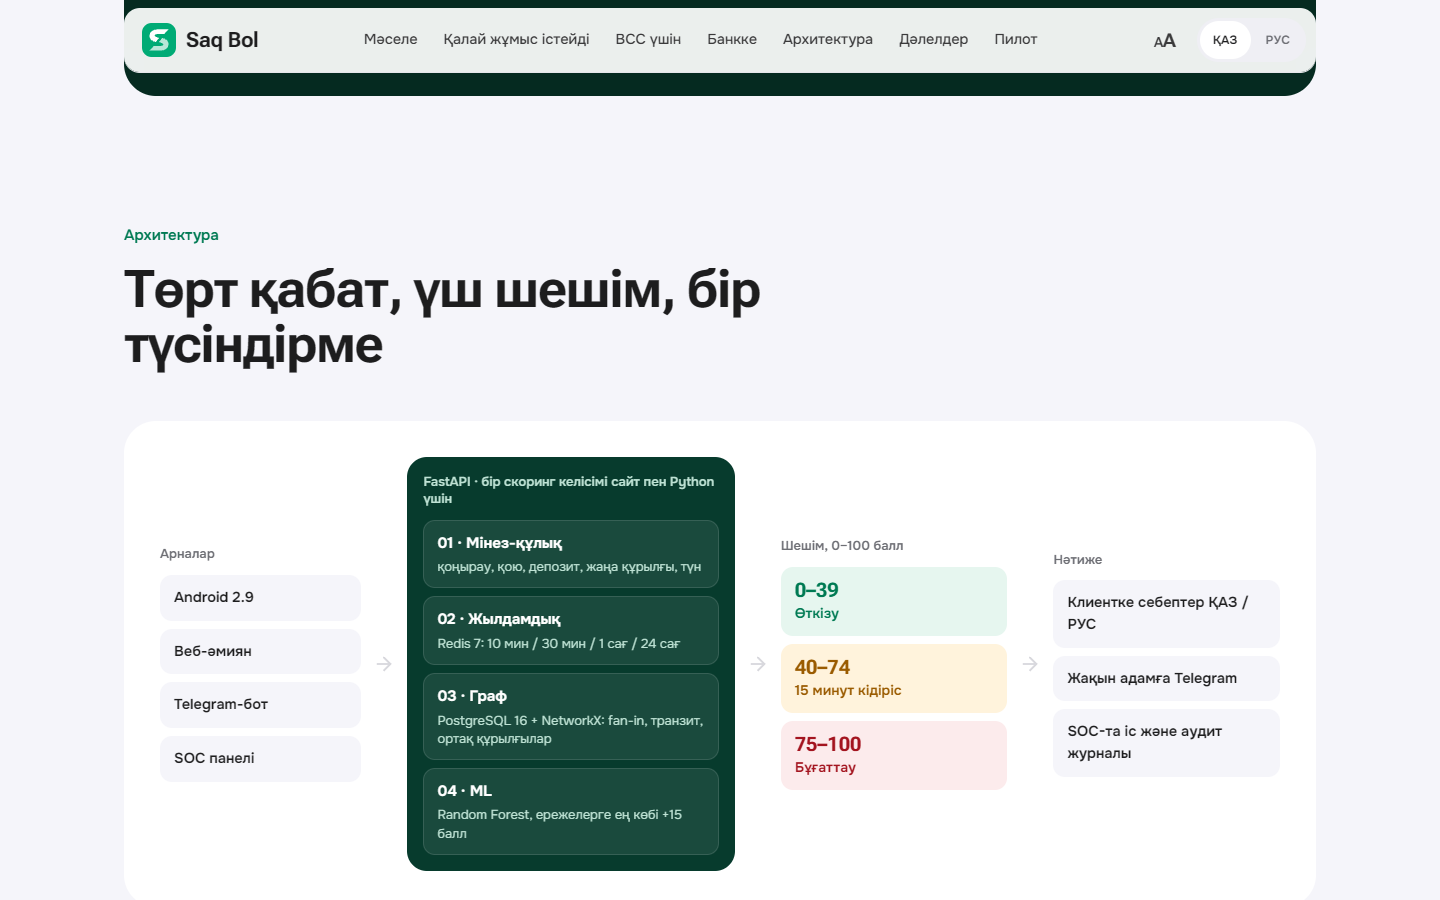 Saq Bol
Мәселе
Қалай жұмыс істейді
BCC үшін
Банкке
Архитектура
Дәлелдер
Пилот
AA
ҚАЗ
РУС
Архитектура
Төрт қабат, үш шешім, бір
түсіндірме
Арналар
Android 2.9
Веб-әмиян
Telegram-бот
SOC панелі
FastAPI · бір скоринг келісімі сайт пен Python
үшін
01 · Мінез-құлық
қоңырау, қою, депозит, жаңа құрылғы, түн
02 · Жылдамдық
Redis 7: 10 мин / 30 мин / 1 сағ / 24 сағ
03 · Граф
PostgreSQL 16 + NetworkX: fan-in, транзит,
ортақ құрылғылар
04 · ML
Random Forest, ережелерге ең көбі +15
балл
Шешім, 0–100 балл
0–39
Өткізу
40–74
15 минут кідіріс
75–100
Бұғаттау
Нәтиже
Клиентке себептер ҚАЗ /
РУС
Жақын адамға Telegram
SOC-та іс және аудит
журналы